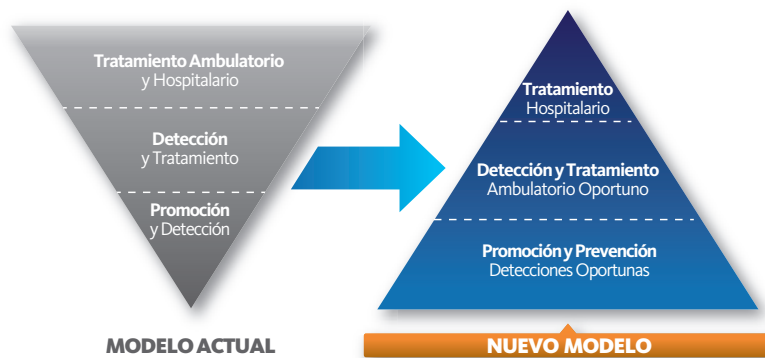 Tratamiento Ambulatorio
y Hospitalario
Detección
y Tratamiento
Promoción
y Detección
MODELO ACTUAL
Tratamiento
Hospitalario
Detección y Tratamiento
Ambulatorio Oportuno
Promoción y Prevención
Detecciones Oportunas
NUEVO MODELO